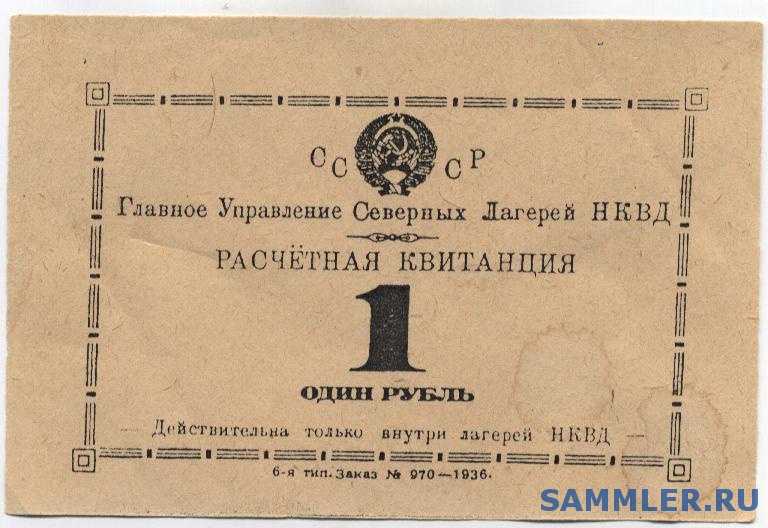 СССР
Главное Управление Северных Лагерей НКВД
РАСЧЁТНАЯ КВИТАНЦИЯ
1
ОДИН РУБЛЬ
— Действительна только внутри лагерей НКВД —
6-я тип. Заказ № 970—1936.
SAMMLER.RU